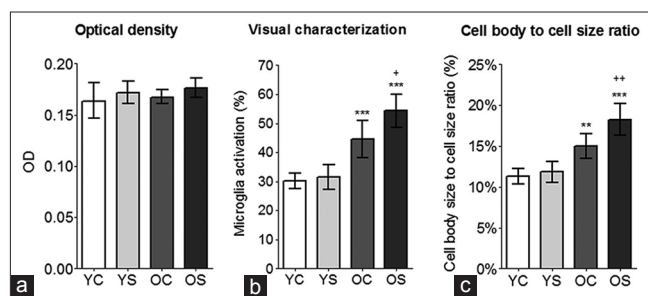 Optical density
0.20
0.15
0.10
0.05
0.00
OD
YC YS OC OS
a
Visual characterization
70
60
50
40
30
20
10
0
Microglia activation (%)
***
+
***
YC YS OC OS
b
Cell body to cell size ratio
25%
20%
15%
10%
5%
0%
Cell body size to cell size ratio (%)
**
++
***
YC YS OC OS
c